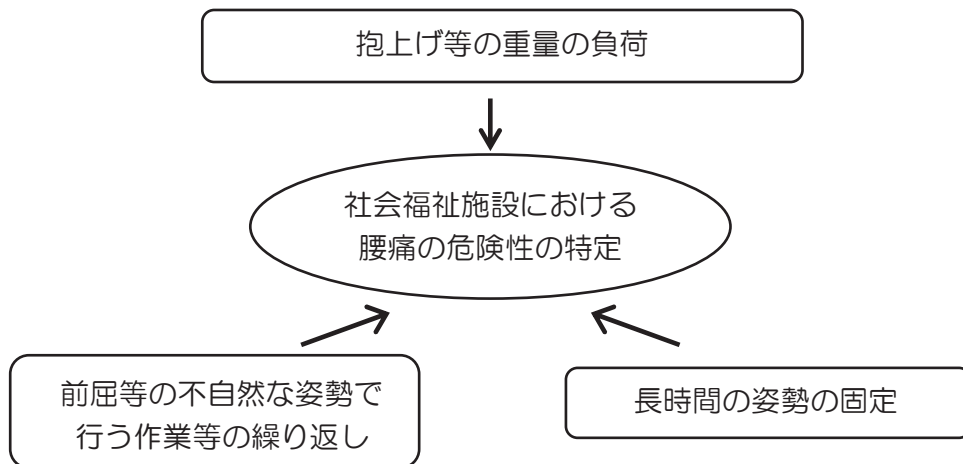 抱上げ等の重量の負荷
社会福祉施設における
腰痛の危険性の特定
前屈等の不自然な姿勢で
行う作業等の繰り返し
長時間の姿勢の固定